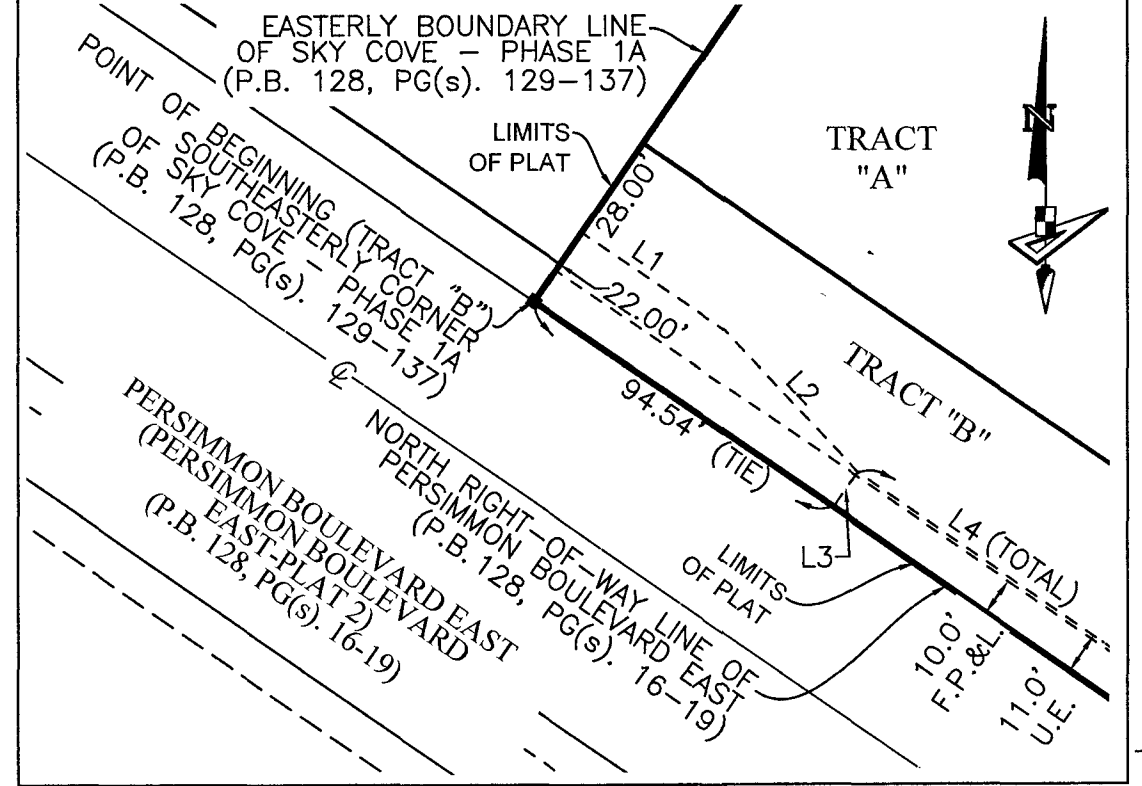 EASTERLY BOUNDARY LINE
OF SKY COVE – PHASE 1A
(P.B. 128, PG(s). 129–137)
LIMITS
OF PLAT
TRACT
"A"
N
POINT OF BEGINNING (TRACT "B")
SOUTHEASTERLY CORNER
OF SKY COVE – PHASE 1A
(P.B. 128, PG(s). 129–137)
28.00'
L1
22.00'
L2
TRACT "B"
94.54' (TIE)
L3
L4 (TOTAL)
LIMITS
OF PLAT
10.0'
F.P.&L.
11.0'
U.E.
℄
NORTH RIGHT–OF–WAY LINE OF
PERSIMMON BOULEVARD EAST
(P.B. 128, PG(s). 16–19)
PERSIMMON BOULEVARD EAST
(PERSIMMON BOULEVARD
EAST-PLAT 2)
(P.B. 128, PG(s). 16-19)